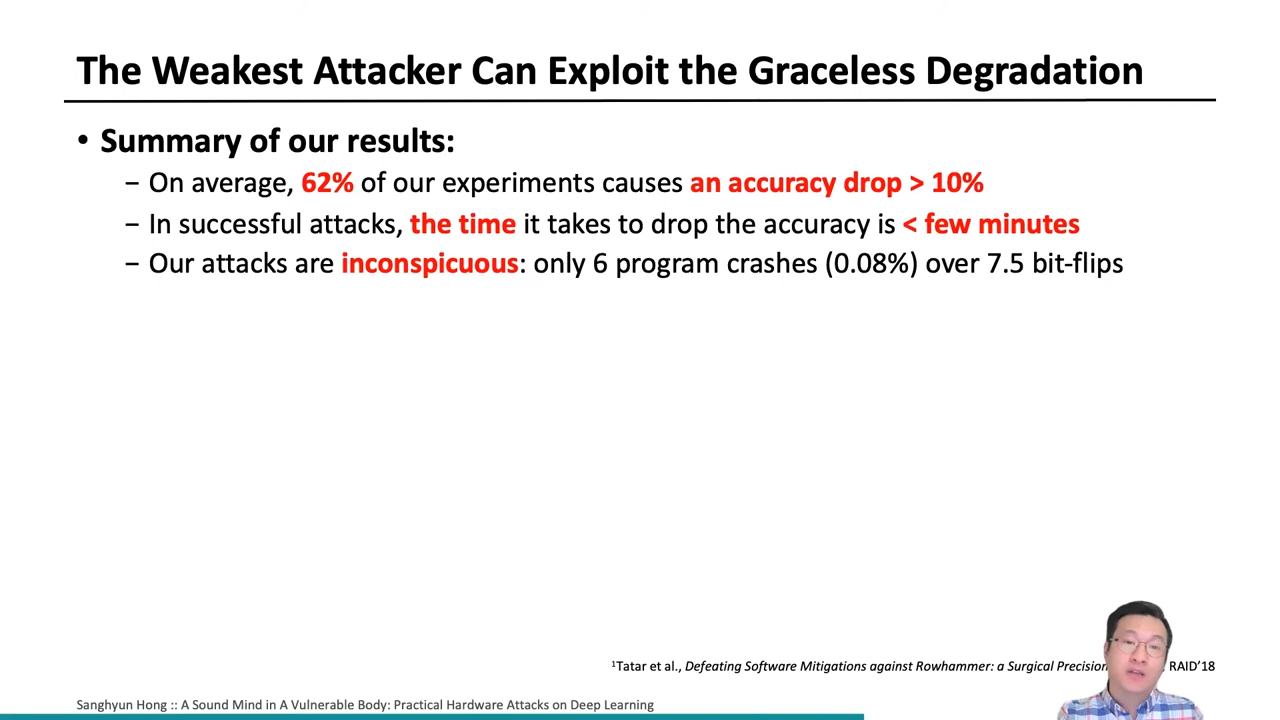 The Weakest Attacker Can Exploit the Graceless Degradation
• Summary of our results:
− On average, 62% of our experiments causes an accuracy drop > 10%
− In successful attacks, the time it takes to drop the accuracy is < few minutes
− Our attacks are inconspicuous: only 6 program crashes (0.08%) over 7.5 bit-flips
¹Tatar et al., Defeating Software Mitigations against Rowhammer: a Surgical Precision RAID'18
Sanghyun Hong :: A Sound Mind in A Vulnerable Body: Practical Hardware Attacks on Deep Learning